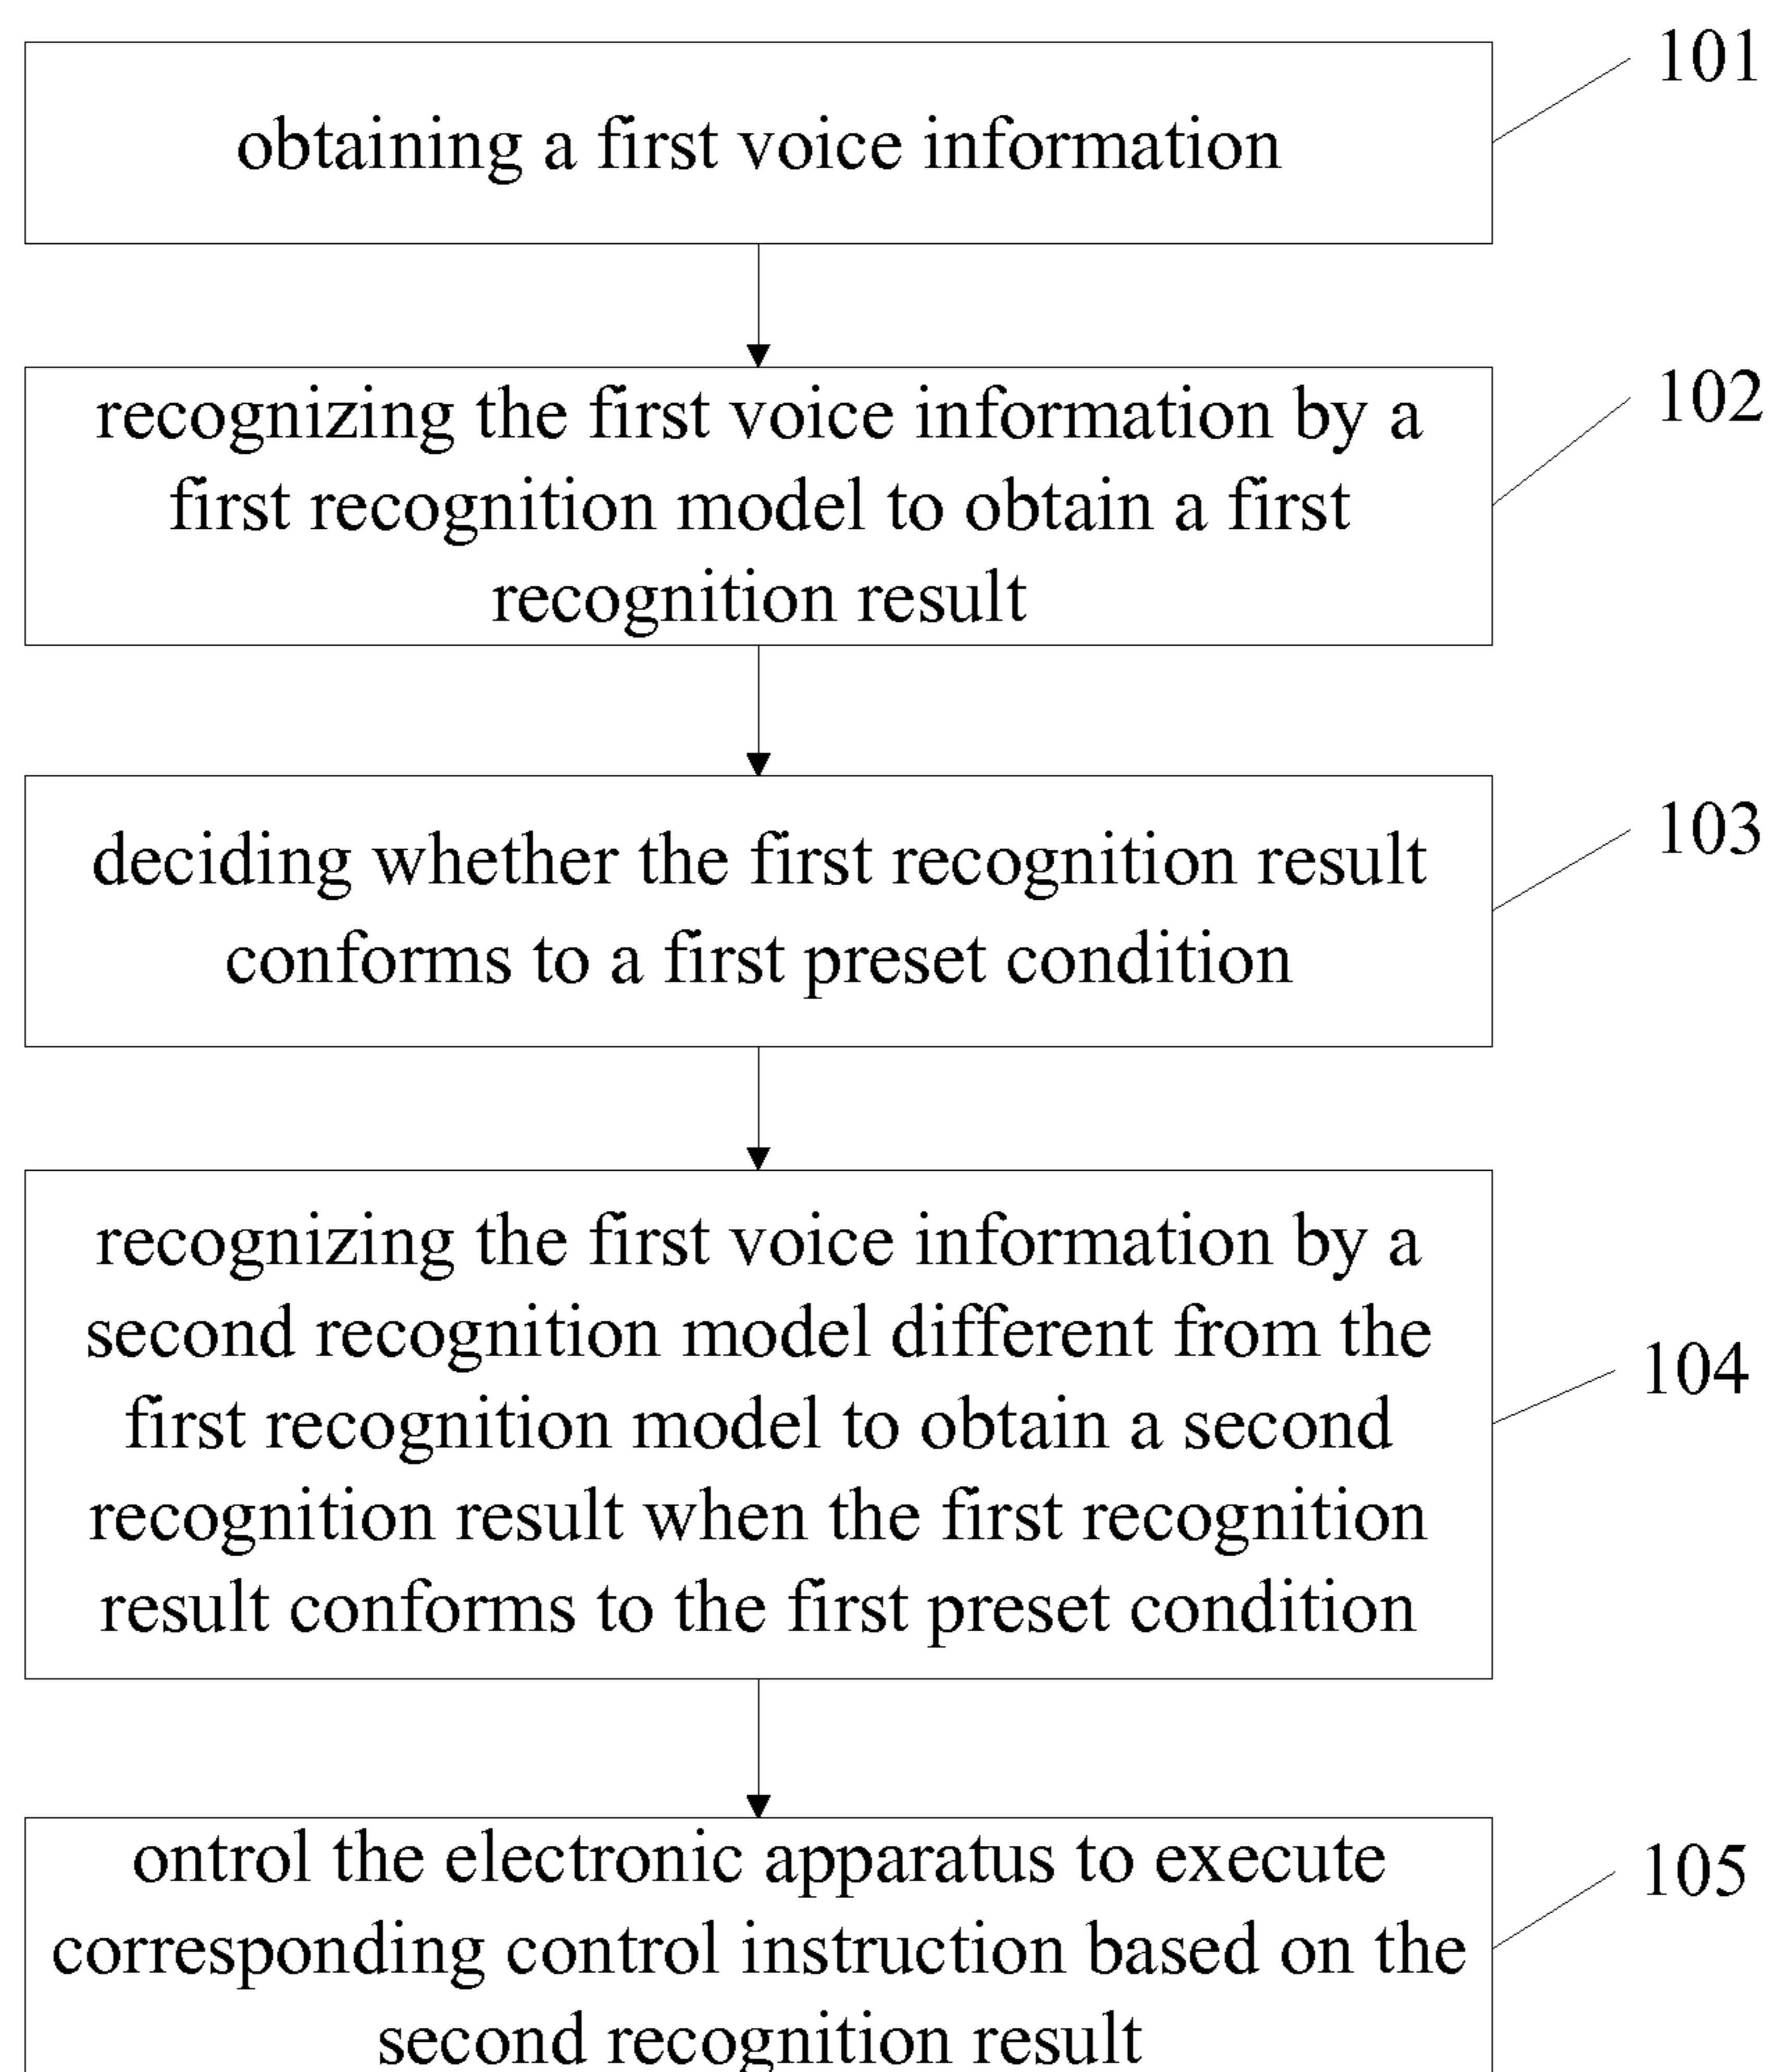 101
obtaining a first voice information
102
recognizing the first voice information by a
first recognition model to obtain a first
recognition result
103
deciding whether the first recognition result
conforms to a first preset condition
recognizing the first voice information by a
second recognition model different from the
104
first recognition model to obtain a second
recognition result when the first recognition
result conforms to the first preset condition
105
ontrol the electronic apparatus to execute
corresponding control instruction based on the
second recognition result